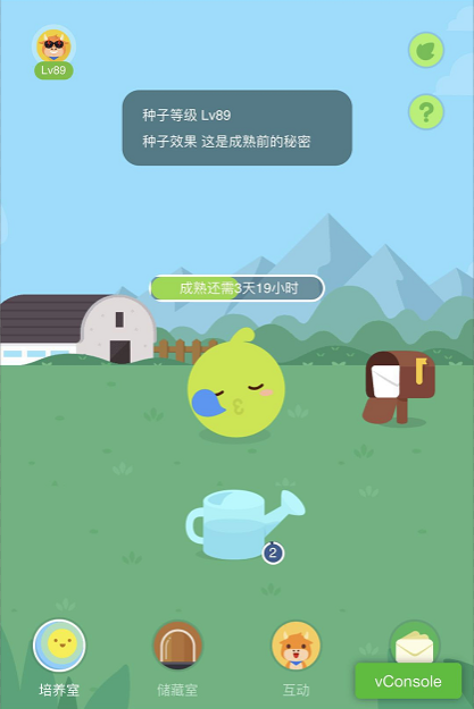 Lv89
种子等级 Lv89
种子效果 这是成熟前的秘密
?
成熟还需3天19小时
2
培养室
储藏室
互动
vConsole